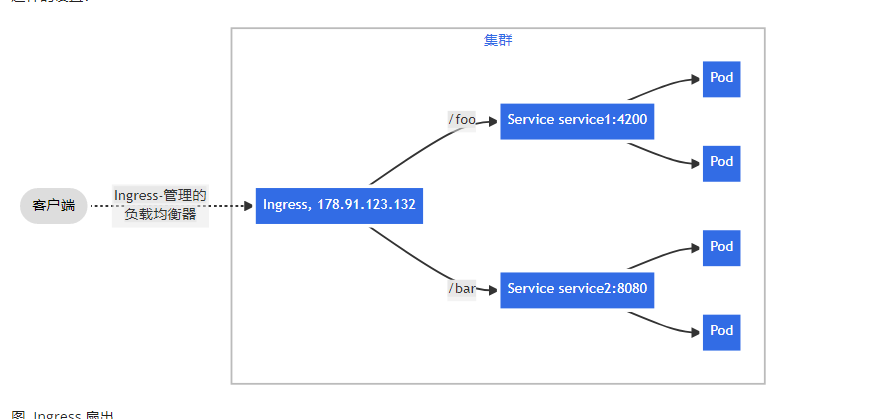 集群
Pod
/foo
Service service1:4200
Pod
Ingress-管理的
负载均衡器
客户端
Ingress, 178.91.123.132
Pod
/bar
Service service2:8080
Pod
图. Ingress 扇出